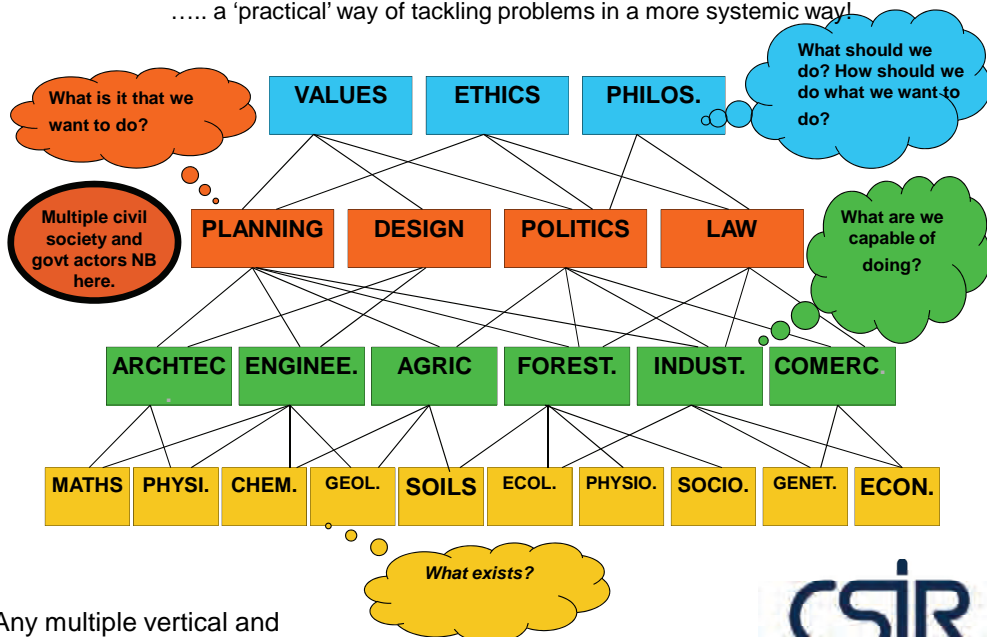 ….. a ‘practical’ way of tackling problems in a more systemic way!
What should we
do? How should we
do what we want to
do?
What is it that we
want to do?
VALUES
ETHICS
PHILOS.
Multiple civil
society and
govt actors NB
here.
PLANNING
DESIGN
POLITICS
LAW
What are we
capable of
doing?
ARCHTEC
.
ENGINEE.
AGRIC
FOREST.
INDUST.
COMERC.
MATHS
PHYSI.
CHEM.
GEOL.
SOILS
ECOL.
PHYSIO.
SOCIO.
GENET.
ECON.
What exists?
Any multiple vertical and
CSIR